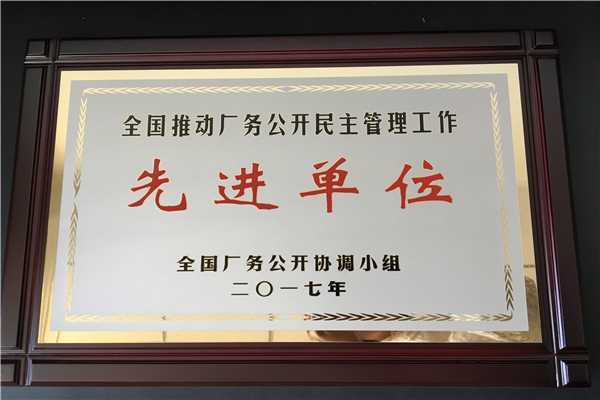 全国推动厂务公开民主管理工作
先进单位
全国厂务公开协调小组
二〇一七年